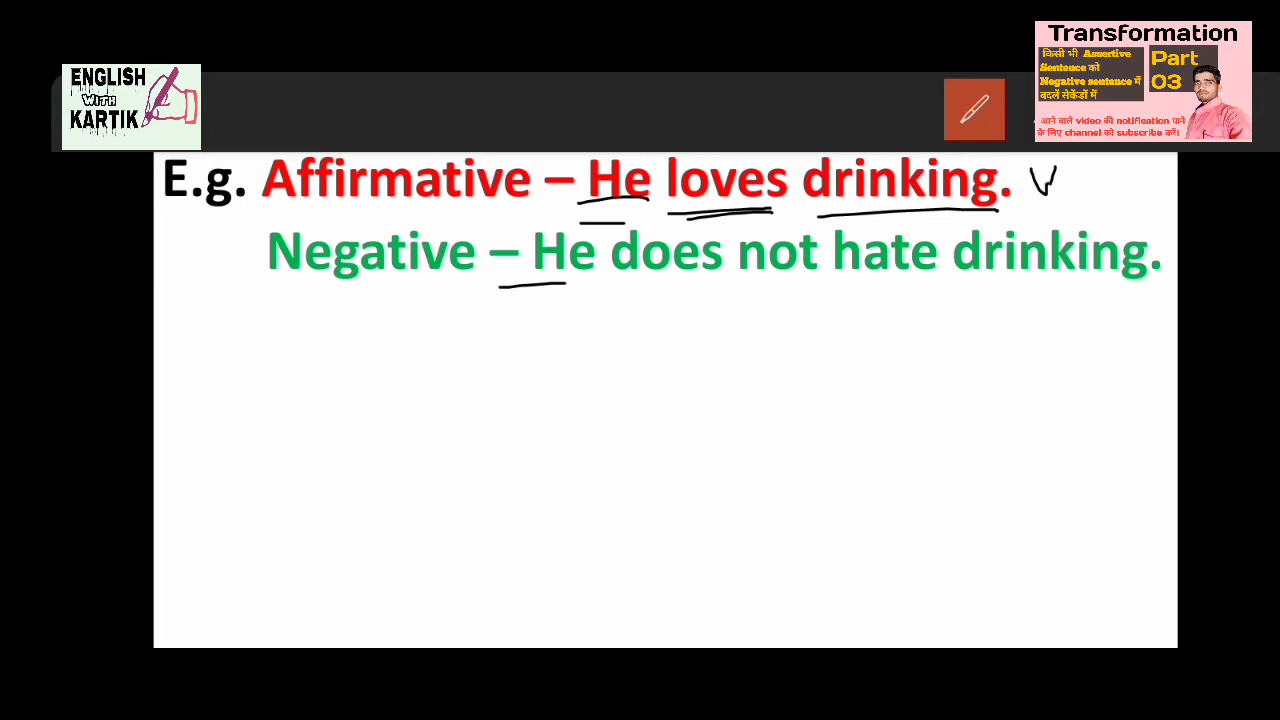 ENGLISH
WITH
KARTIK
Transformation
किसी भी Assertive
Sentence को
Negative sentence में
बदलें सेकेंडों में
Part
03
आने वाले video की notification पाने
के लिए channel को subscribe करें।
E.g. Affirmative – He loves drinking.
Negative – He does not hate drinking.